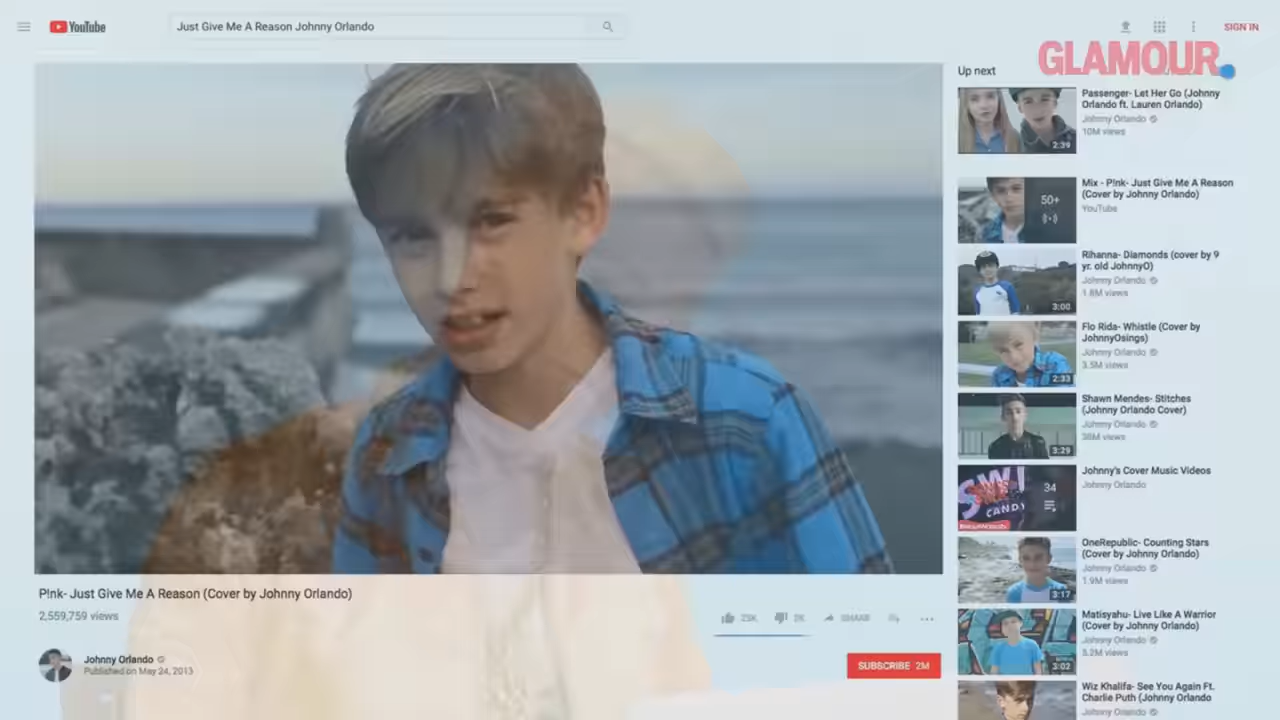 YouTube
Just Give Me A Reason Johnny Orlando
SIGN IN
GLAMOUR.
Up next
Passenger- Let Her Go (Johnny
Orlando ft. Lauren Orlando)
Johnny Orlando
10M views
2:39
Mix - P!nk- Just Give Me A Reason
(Cover by Johnny Orlando)
YouTube
50+
Rihanna- Diamonds (cover by 9
yr. old JohnnyO)
Johnny Orlando
1.8M views
3:00
Flo Rida- Whistle (Cover by
JohnnyOsings)
Johnny Orlando
3.5M views
2:33
Shawn Mendes- Stitches
(Johnny Orlando Cover)
Johnny Orlando
38M views
3:29
Johnny's Cover Music Videos
Johnny Orlando
34
CANDY
OneRepublic- Counting Stars
(Cover by Johnny Orlando)
Johnny Orlando
1.9M views
3:17
Matisyahu- Live Like A Warrior
(Cover by Johnny Orlando)
Johnny Orlando
3.2M views
3:02
Wiz Khalifa- See You Again Ft.
Charlie Puth (Johnny Orlando
Johnny Orlando
P!nk- Just Give Me A Reason (Cover by Johnny Orlando)
2,559,759 views
SHARE
Johnny Orlando
Published on May 24, 2013
SUBSCRIBE 2M